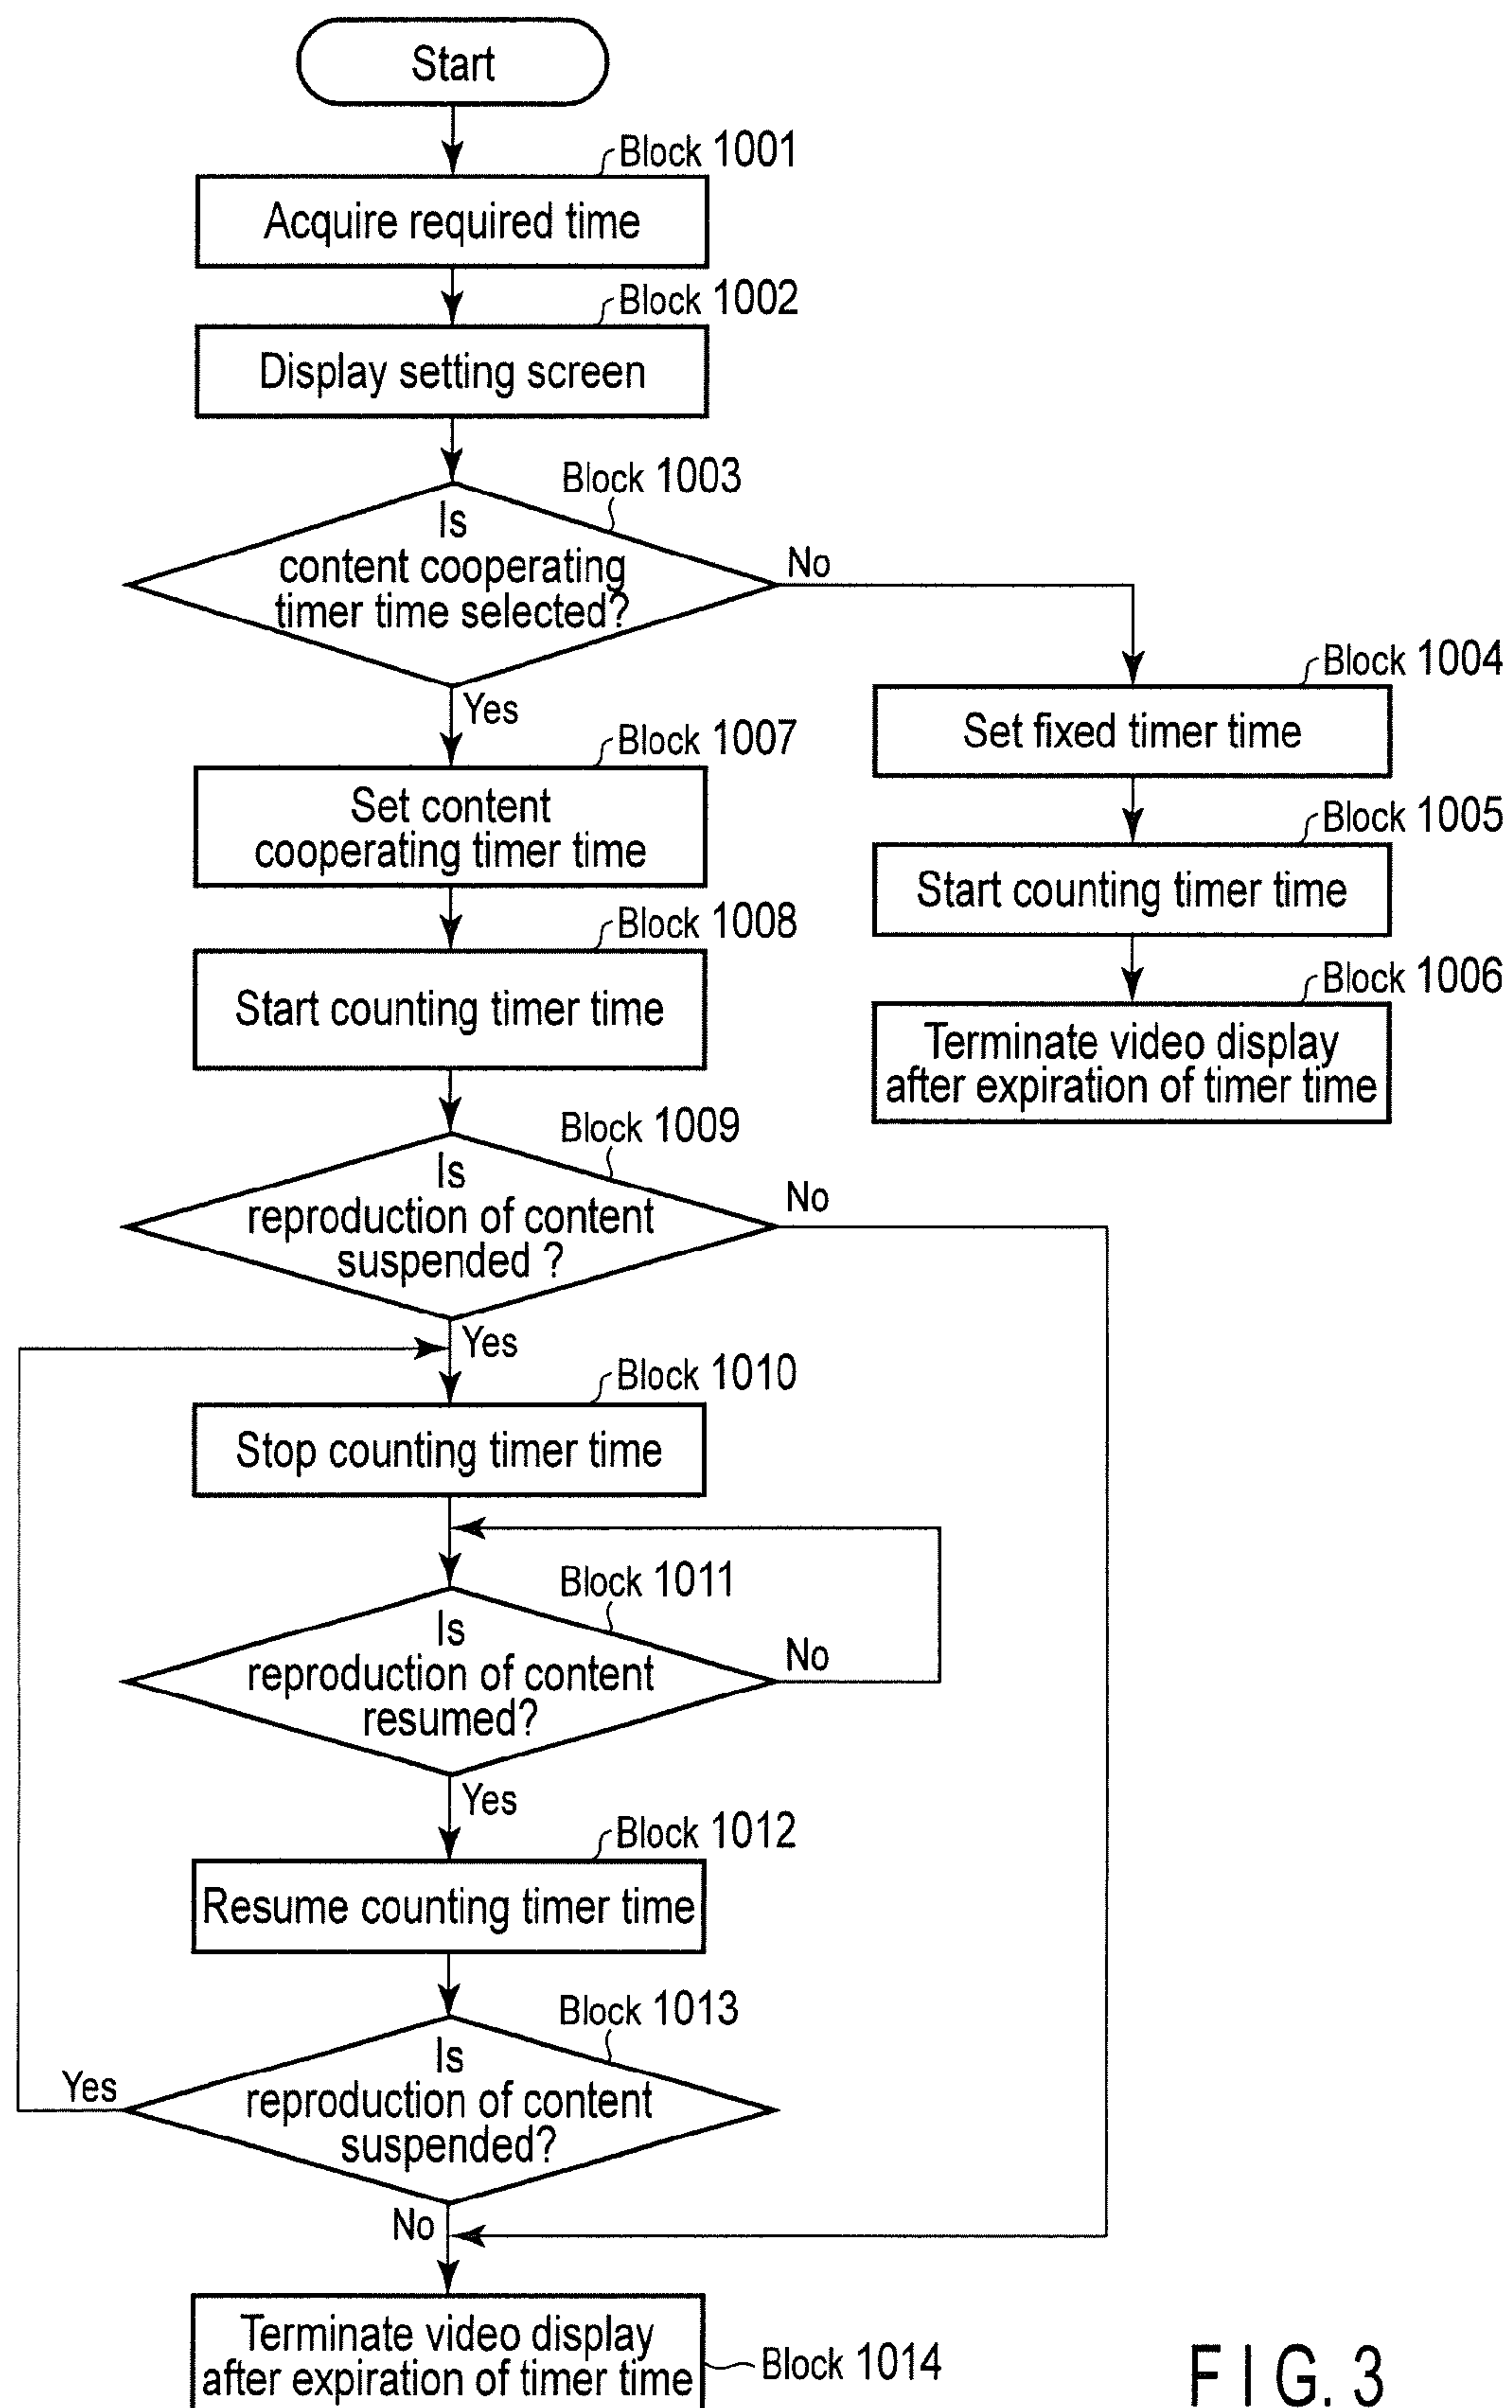 Start
Block 1001
Acquire required time
Block 1002
Display setting screen
Block 1003
Is
content cooperating
timer time selected?
No
Yes
Block 1004
Set fixed timer time
Block 1005
Start counting timer time
Block 1006
Terminate video display
after expiration of timer time
Block 1007
Set content
cooperating timer time
Block 1008
Start counting timer time
Block 1009
Is
reproduction of content
suspended ?
No
Yes
Block 1010
Stop counting timer time
Block 1011
Is
reproduction of content
resumed?
No
Yes
Block 1012
Resume counting timer time
Block 1013
Is
reproduction of content
suspended?
Yes
No
Terminate video display
after expiration of timer time
Block 1014
FIG. 3